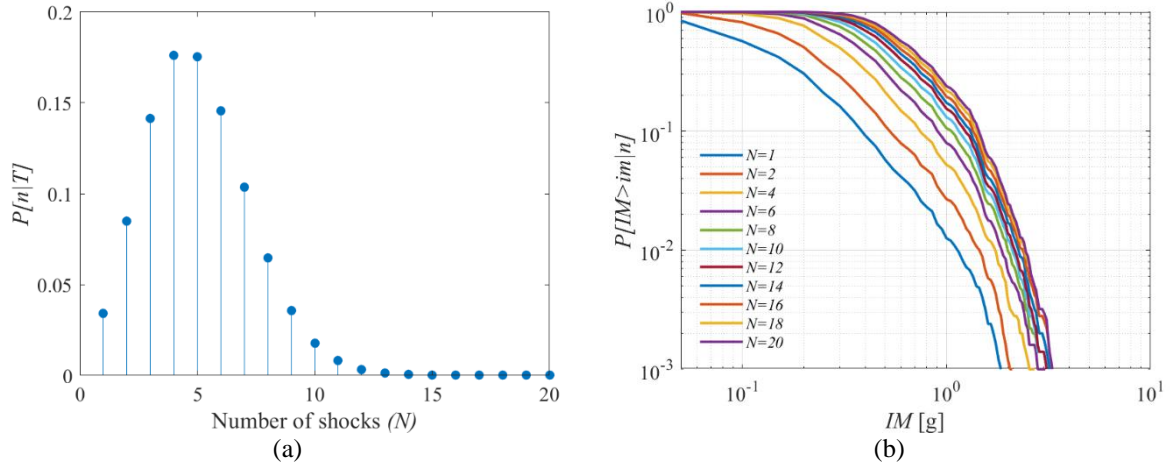 0.2
0.15
0.1
0.05
0
P[n|T]
0 5 10 15 20
Number of shocks (N)
(a)
10^0
10^-1
10^-2
10^-3
P[IM>im|n]
N=1
N=2
N=4
N=6
N=8
N=10
N=12
N=14
N=16
N=18
N=20
10^-1 10^0 10^1
IM [g]
(b)